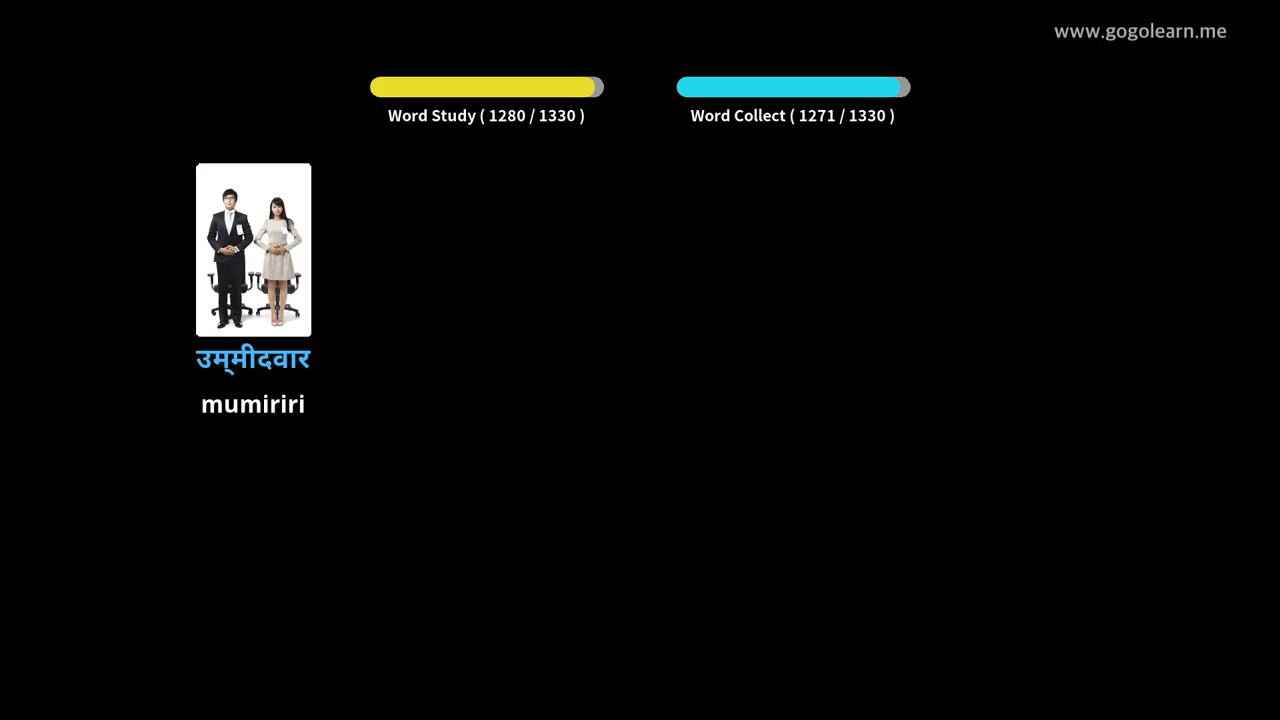 www.gogolearn.me
Word Study ( 1280 / 1330 )
Word Collect ( 1271 / 1330 )
उम्मीदवार
mumiriri